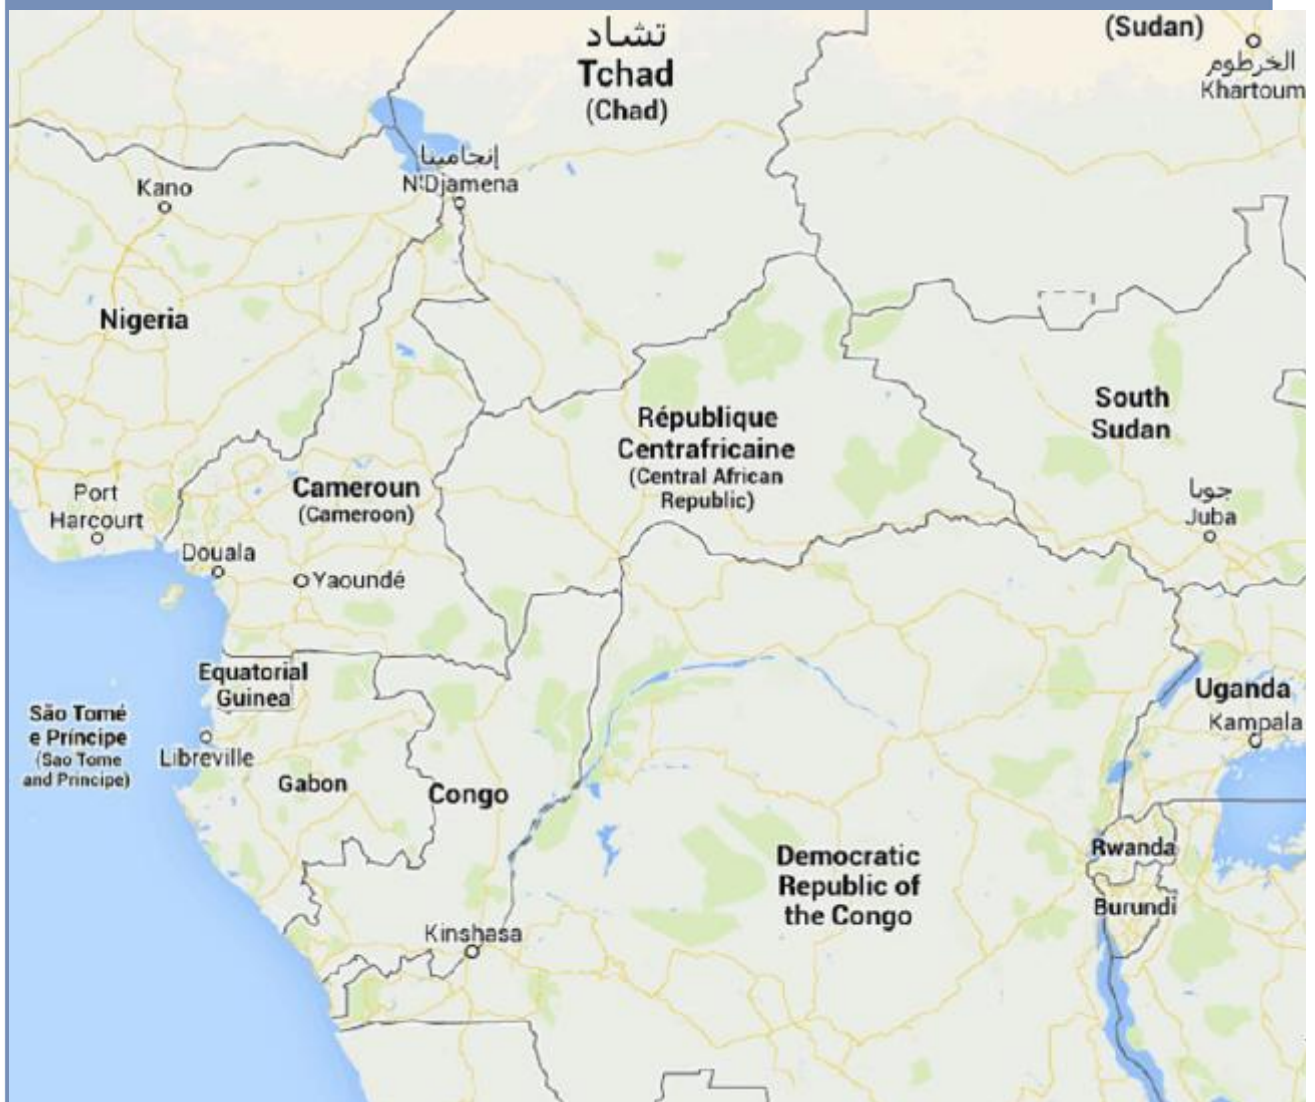 تشاد
Tchad
(Chad)
(Sudan)
الخرطوم
Khartoum
إنجامينا
N'Djamena
Kano
Nigeria
République
Centrafricaine
(Central African
Republic)
South
Sudan
Port
Harcourt
Cameroun
(Cameroon)
جوبا
Juba
Douala
Yaoundé
Equatorial
Guinea
Uganda
Kampala
São Tomé
e Príncipe
(Sao Tome
and Principe)
Libreville
Gabon
Congo
Democratic
Republic of
the Congo
Rwanda
Burundi
Kinshasa